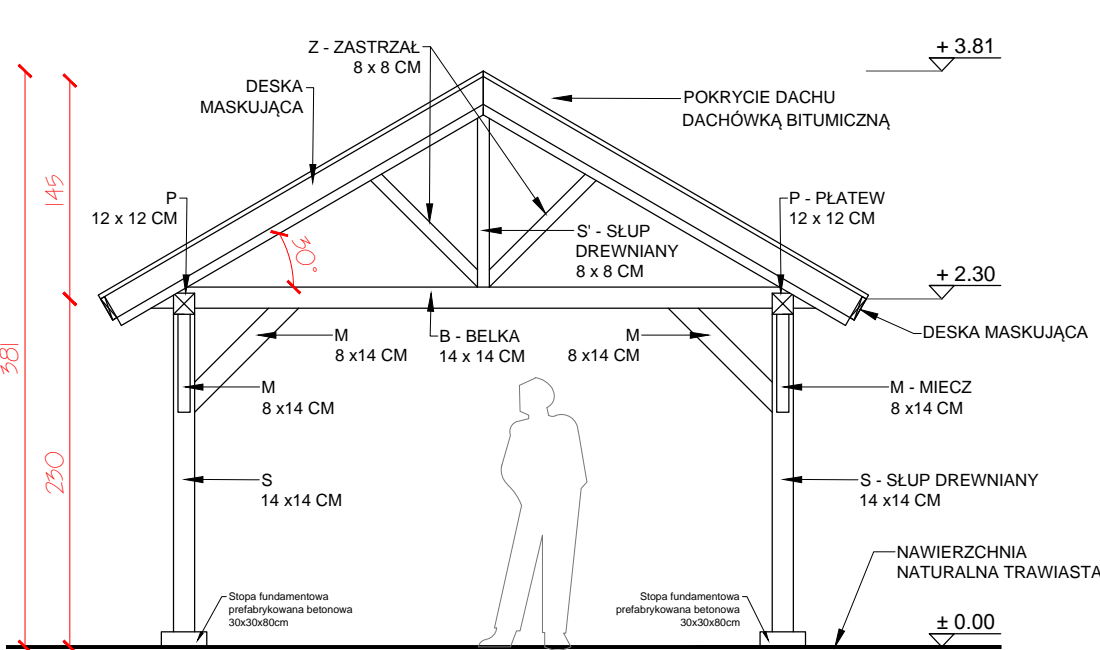 Z - ZASTRZAŁ
8 x 8 CM
+ 3.81
DESKA
MASKUJĄCA
POKRYCIE DACHU
DACHÓWKĄ BITUMICZNĄ
145
P
12 x 12 CM
P - PŁATEW
12 x 12 CM
S' - SŁUP
DREWNIANY
8 x 8 CM
30°
+ 2.30
DESKA MASKUJĄCA
M
8 x14 CM
B - BELKA
14 x 14 CM
M
8 x14 CM
381
M
8 x14 CM
M - MIECZ
8 x14 CM
230
S
14 x14 CM
S - SŁUP DREWNIANY
14 x14 CM
NAWIERZCHNIA
NATURALNA TRAWIASTA
Stopa fundamentowa
prefabrykowana betonowa
30x30x80cm
Stopa fundamentowa
prefabrykowana betonowa
30x30x80cm
± 0.00